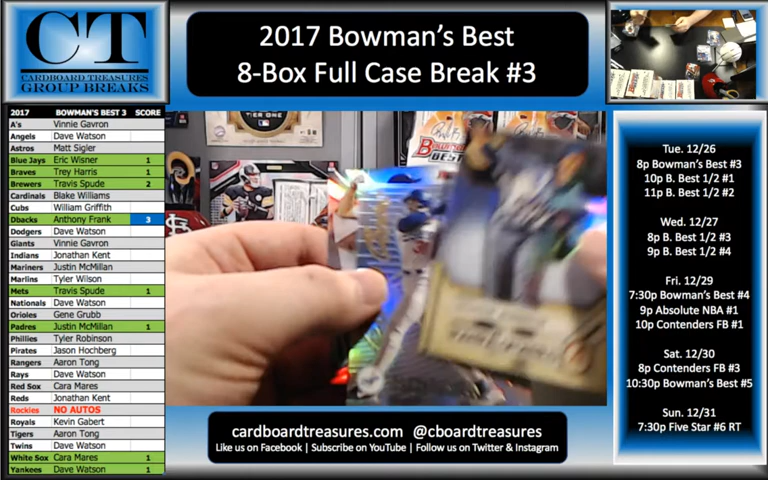 CT
CARDBOARD TREASURES
GROUP BREAKS
2017 Bowman's Best
8-Box Full Case Break #3
2017 BOWMAN'S BEST 3 SCORE
A's Vinnie Gavron
Angels Dave Watson
Astros Matt Sigler
Blue Jays Eric Wisner 1
Braves Trey Harris 1
Brewers Travis Spude 2
Cardinals Blake Williams
Cubs William Griffith
Dbacks Anthony Frank 3
Dodgers Dave Watson
Giants Vinnie Gavron
Indians Jonathan Kent
Mariners Justin McMillan
Marlins Tyler Wilson
Mets Travis Spude 1
Nationals Dave Watson
Orioles Gene Grubb
Padres Justin McMillan 1
Phillies Tyler Robinson
Pirates Jason Hochberg
Rangers Aaron Tong
Rays Dave Watson
Red Sox Cara Mares
Reds Jonathan Kent
Rockies NO AUTOS
Royals Kevin Gabert
Tigers Aaron Tong
Twins Dave Watson
White Sox Cara Mares 1
Yankees Dave Watson 1
TIER ONE
BEST
cardboardtreasures.com @cboardtreasures
Like us on Facebook | Subscribe on YouTube | Follow us on Twitter & Instagram
Tue. 12/26
8p Bowman's Best #3
10p B. Best 1/2 #1
11p B. Best 1/2 #2
Wed. 12/27
8p B. Best 1/2 #3
9p B. Best 1/2 #4
Fri. 12/29
7:30p Bowman's Best #4
9p Absolute NBA #1
10p Contenders FB #1
Sat. 12/30
8p Contenders FB #3
10:30p Bowman's Best #5
Sun. 12/31
7:30p Five Star #6 RT